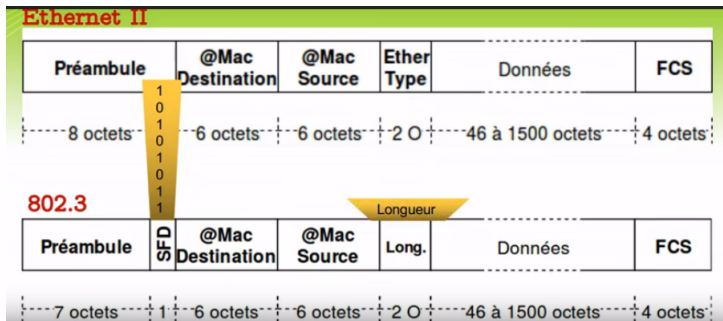 Ethernet II
Préambule @Mac Destination @Mac Source Ether Type Données FCS
8 octets 6 octets 6 octets 2 O 46 à 1500 octets 4 octets
1
0
1
0
1
0
1
1
802.3
Longueur
Préambule SFD @Mac Destination @Mac Source Long. Données FCS
7 octets 1 6 octets 6 octets 2 O 46 à 1500 octets 4 octets